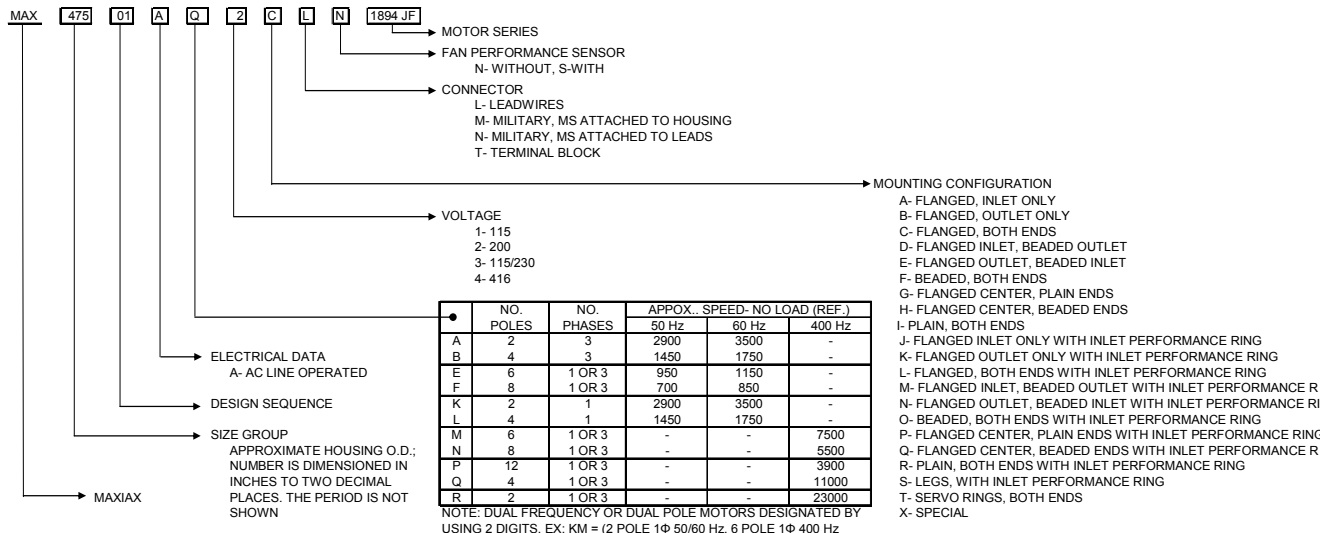 MAX 475 01 A Q 2 C L N 1894 JF
MOTOR SERIES
FAN PERFORMANCE SENSOR
N- WITHOUT, S-WITH
CONNECTOR
L- LEADWIRES
M- MILITARY, MS ATTACHED TO HOUSING
N- MILITARY, MS ATTACHED TO LEADS
T- TERMINAL BLOCK
MOUNTING CONFIGURATION
A- FLANGED, INLET ONLY
B- FLANGED, OUTLET ONLY
C- FLANGED, BOTH ENDS
D- FLANGED INLET, BEADED OUTLET
E- FLANGED OUTLET, BEADED INLET
F- BEADED, BOTH ENDS
G- FLANGED CENTER, PLAIN ENDS
H- FLANGED CENTER, BEADED ENDS
I- PLAIN, BOTH ENDS
J- FLANGED INLET ONLY WITH INLET PERFORMANCE RING
K- FLANGED OUTLET ONLY WITH INLET PERFORMANCE RING
L- FLANGED, BOTH ENDS WITH INLET PERFORMANCE RING
M- FLANGED INLET, BEADED OUTLET WITH INLET PERFORMANCE R
N- FLANGED OUTLET, BEADED INLET WITH INLET PERFORMANCE RI
O- BEADED, BOTH ENDS WITH INLET PERFORMANCE RING
P- FLANGED CENTER, PLAIN ENDS WITH INLET PERFORMANCE RING
Q- FLANGED CENTER, BEADED ENDS WITH INLET PERFORMANCE R
R- PLAIN, BOTH ENDS WITH INLET PERFORMANCE RING
S- LEGS, WITH INLET PERFORMANCE RING
T- SERVO RINGS, BOTH ENDS
X- SPECIAL
VOLTAGE
1- 115
2- 200
3- 115/230
4- 416
NO. NO. APPOX.. SPEED- NO LOAD (REF.)
POLES PHASES 50 Hz 60 Hz 400 Hz
A 2 3 2900 3500 -
B 4 3 1450 1750 -
E 6 1 OR 3 950 1150 -
F 8 1 OR 3 700 850 -
K 2 1 2900 3500 -
L 4 1 1450 1750 -
M 6 1 OR 3 - - 7500
N 8 1 OR 3 - - 5500
P 12 1 OR 3 - - 3900
Q 4 1 OR 3 - - 11000
R 2 1 OR 3 - - 23000
NOTE: DUAL FREQUENCY OR DUAL POLE MOTORS DESIGNATED BY
USING 2 DIGITS. EX: KM = (2 POLE 1Φ 50/60 Hz, 6 POLE 1Φ 400 Hz
ELECTRICAL DATA
A- AC LINE OPERATED
DESIGN SEQUENCE
SIZE GROUP
APPROXIMATE HOUSING O.D.;
NUMBER IS DIMENSIONED IN
INCHES TO TWO DECIMAL
PLACES. THE PERIOD IS NOT
SHOWN
MAXIAX